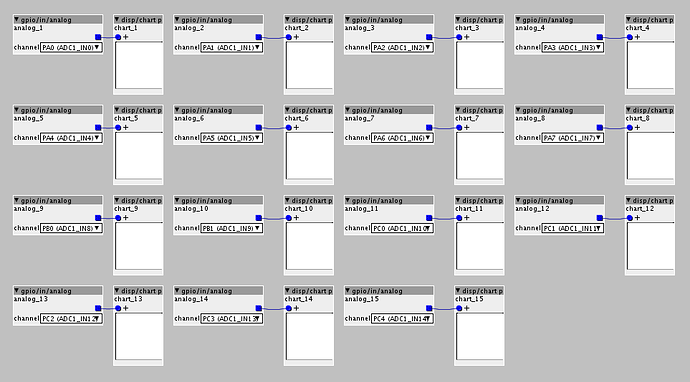 ▼ gpio/in/analog ▼ disp/chart p ▼ gpio/in/analog ▼ disp/chart p ▼ gpio/in/analog ▼ disp/chart p ▼ gpio/in/analog ▼ disp/chart p
analog_1 chart_1 analog_2 chart_2 analog_3 chart_3 analog_4 chart_4
channel PA0 (ADC1_IN0) ▼ + channel PA1 (ADC1_IN1) ▼ + channel PA2 (ADC1_IN2) ▼ + channel PA3 (ADC1_IN3) ▼ +
▼ gpio/in/analog ▼ disp/chart p ▼ gpio/in/analog ▼ disp/chart p ▼ gpio/in/analog ▼ disp/chart p ▼ gpio/in/analog ▼ disp/chart p
analog_5 chart_5 analog_6 chart_6 analog_7 chart_7 analog_8 chart_8
channel PA4 (ADC1_IN4) ▼ + channel PA5 (ADC1_IN5) ▼ + channel PA6 (ADC1_IN6) ▼ + channel PA7 (ADC1_IN7) ▼ +
▼ gpio/in/analog ▼ disp/chart p ▼ gpio/in/analog ▼ disp/chart p ▼ gpio/in/analog ▼ disp/chart p ▼ gpio/in/analog ▼ disp/chart p
analog_9 chart_9 analog_10 chart_10 analog_11 chart_11 analog_12 chart_12
channel PB0 (ADC1_IN8) ▼ + channel PB1 (ADC1_IN9) ▼ + channel PC0 (ADC1_IN10 ▼ + channel PC1 (ADC1_IN11 ▼ +
▼ gpio/in/analog ▼ disp/chart p ▼ gpio/in/analog ▼ disp/chart p ▼ gpio/in/analog ▼ disp/chart p
analog_13 chart_13 analog_14 chart_14 analog_15 chart_15
channel PC2 (ADC1_IN12 ▼ + channel PC3 (ADC1_IN13 ▼ + channel PC4 (ADC1_IN14 ▼ +